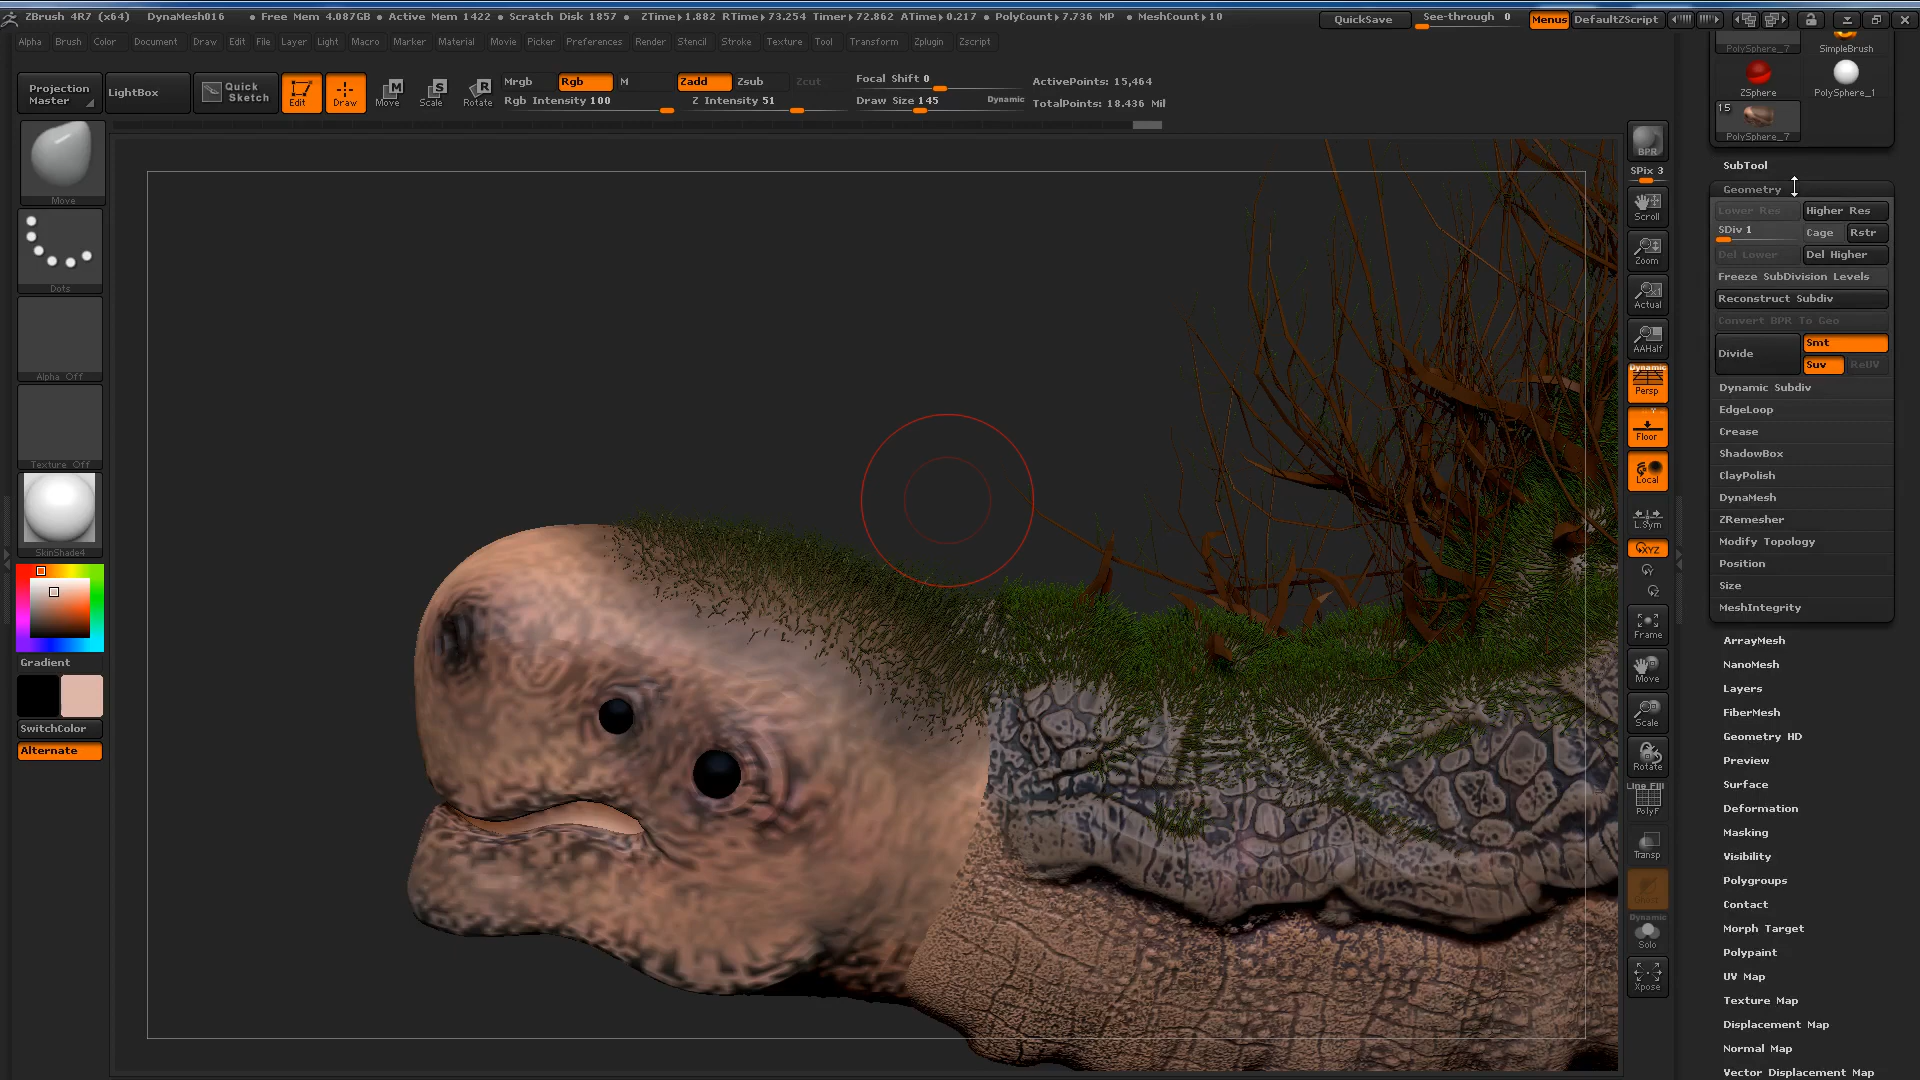 ZBrush 4R7 (x64) DynaMesh016 • Free Mem 4.087GB • Active Mem 1422 • Scratch Disk 1857 • ZTime▸1.882 RTime▸73.254 Timer▸72.862 ATime▸0.217 • PolyCount▸7.736 MP • MeshCount▸10 QuickSave See-through 0 Menus DefaultZScript
Alpha Brush Color Document Draw Edit File Layer Light Macro Marker Material Movie Picker Preferences Render Stencil Stroke Texture Tool Transform Zplugin Zscript
Projection Master
LightBox
Quick Sketch
Edit
Draw
Move
Scale
Rotate
Mrgb Rgb M
Rgb Intensity 100
Zadd Zsub Zcut
Z Intensity 51
Focal Shift 0
Draw Size 145 Dynamic
ActivePoints: 15,464
TotalPoints: 18.436 Mil
Move
Dots
Alpha Off
Texture Off
SkinShade4
Gradient
SwitchColor
Alternate
BPR
SPix 3
Scroll
Zoom
Actual
AAHalf
Dynamic
Persp
Floor
Local
L.Sym
XYZ
Frame
Move
Scale
Rotate
Line Fill
PolyF
Transp
Ghost
Dynamic
Solo
Xpose
PolySphere_7 SimpleBrush
ZSphere PolySphere_1
15
PolySphere_7
SubTool
Geometry
Lower Res Higher Res
SDiv 1 Cage Rstr
Del Lower Del Higher
Freeze SubDivision Levels
Reconstruct Subdiv
Convert BPR To Geo
Divide Smt
Suv ReUV
Dynamic Subdiv
EdgeLoop
Crease
ShadowBox
ClayPolish
DynaMesh
ZRemesher
Modify Topology
Position
Size
MeshIntegrity
ArrayMesh
NanoMesh
Layers
FiberMesh
Geometry HD
Preview
Surface
Deformation
Masking
Visibility
Polygroups
Contact
Morph Target
Polypaint
UV Map
Texture Map
Displacement Map
Normal Map
Vector Displacement Map